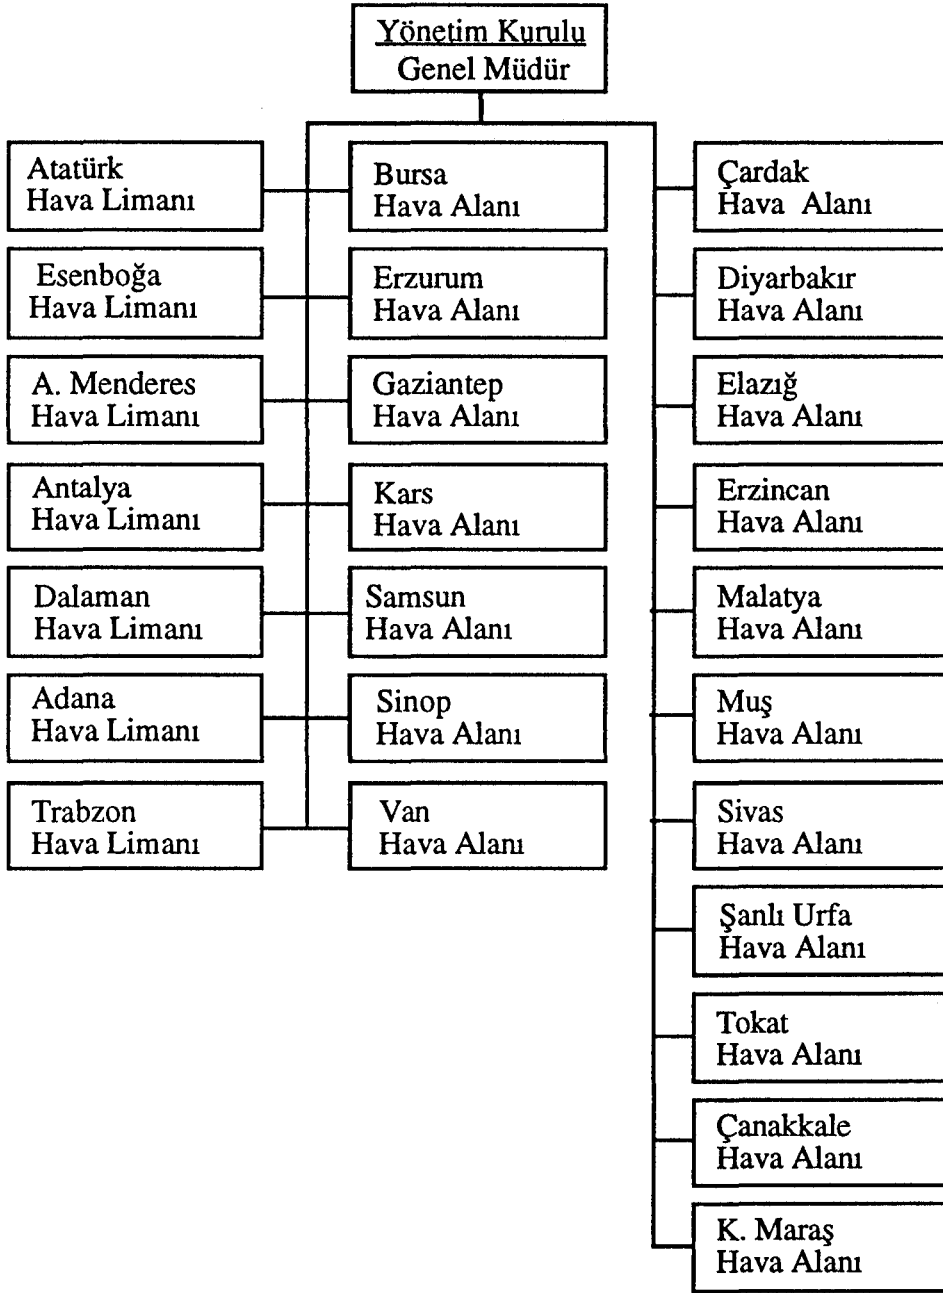 Yönetim Kurulu
Genel Müdür
Atatürk
Hava Limanı
Esenboğa
Hava Limanı
A. Menderes
Hava Limanı
Antalya
Hava Limanı
Dalaman
Hava Limanı
Adana
Hava Limanı
Trabzon
Hava Limanı
Bursa
Hava Alanı
Erzurum
Hava Alanı
Gaziantep
Hava Alanı
Kars
Hava Alanı
Samsun
Hava Alanı
Sinop
Hava Alanı
Van
Hava Alanı
Çardak
Hava Alanı
Diyarbakır
Hava Alanı
Elazığ
Hava Alanı
Erzincan
Hava Alanı
Malatya
Hava Alanı
Muş
Hava Alanı
Sivas
Hava Alanı
Şanlı Urfa
Hava Alanı
Tokat
Hava Alanı
Çanakkale
Hava Alanı
K. Maraş
Hava Alanı